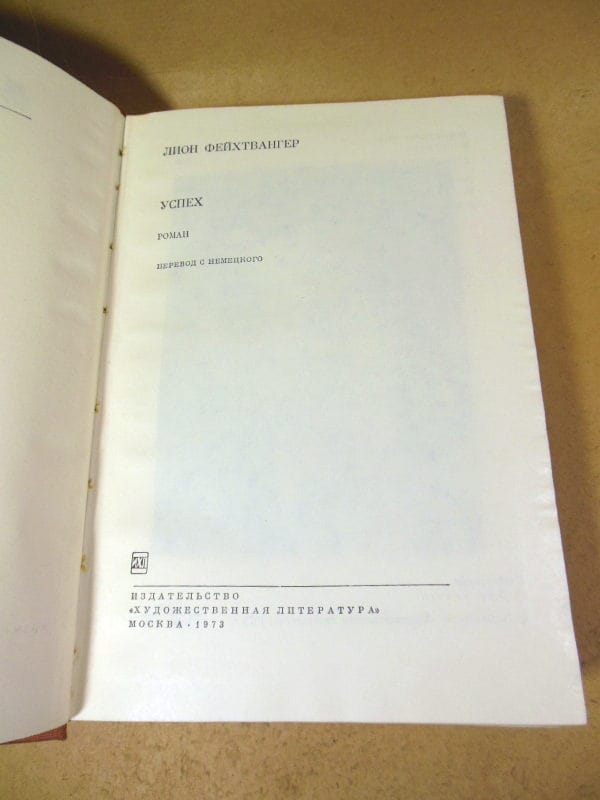 ЛИОН ФЕЙХТВАНГЕР
УСПЕХ
РОМАН
ПЕРЕВОД С НЕМЕЦКОГО
ИЗДАТЕЛЬСТВО
«ХУДОЖЕСТВЕННАЯ ЛИТЕРАТУРА»
МОСКВА · 1973